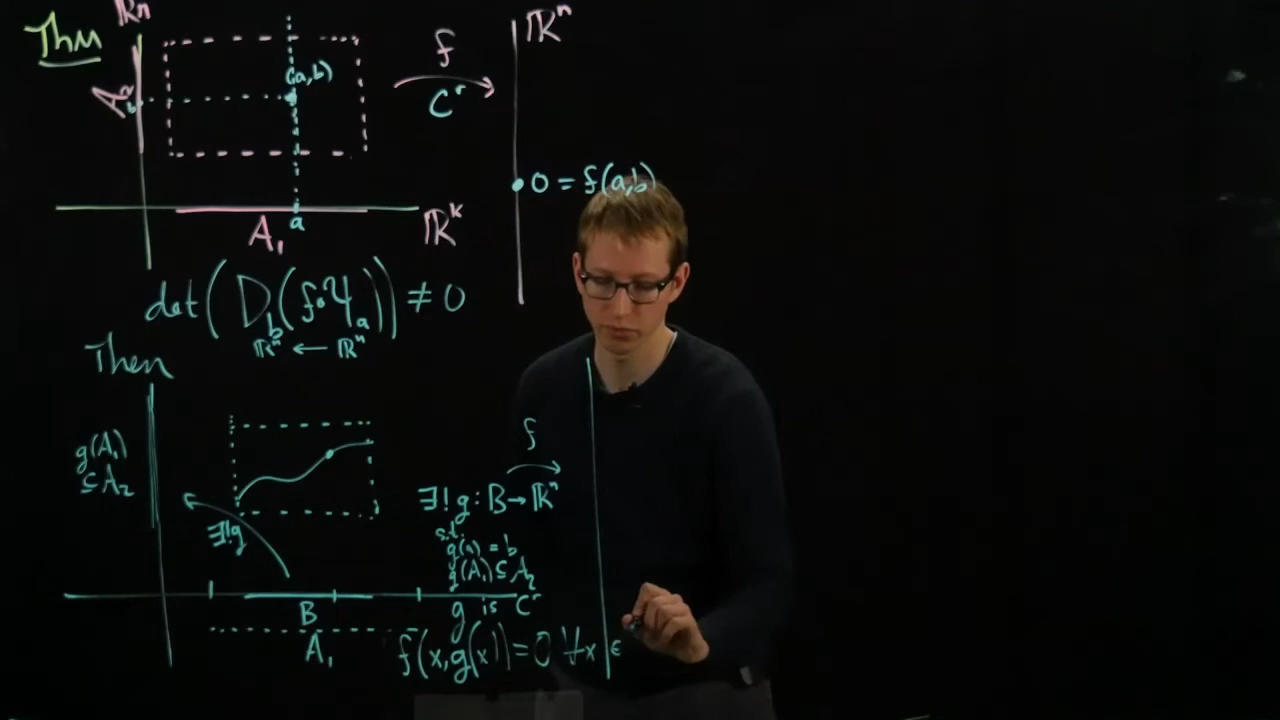 Thm
ℝⁿ
A₂
b
(a,b)
A₁
a
ℝᵏ
f
Cʳ
ℝⁿ
0 = f(a,b)
det(D_b(f∘Ψ_a)) ≠ 0
ℝⁿ ← ℝⁿ
Then
g(A₁)
⊆ A₂
∃!g
B
A₁
f
∃! g : B → ℝⁿ
s.t.
g(a) = b
g(A₁) ⊆ A₂
g is Cʳ
f(x,g(x)) = 0 ∀x ∈